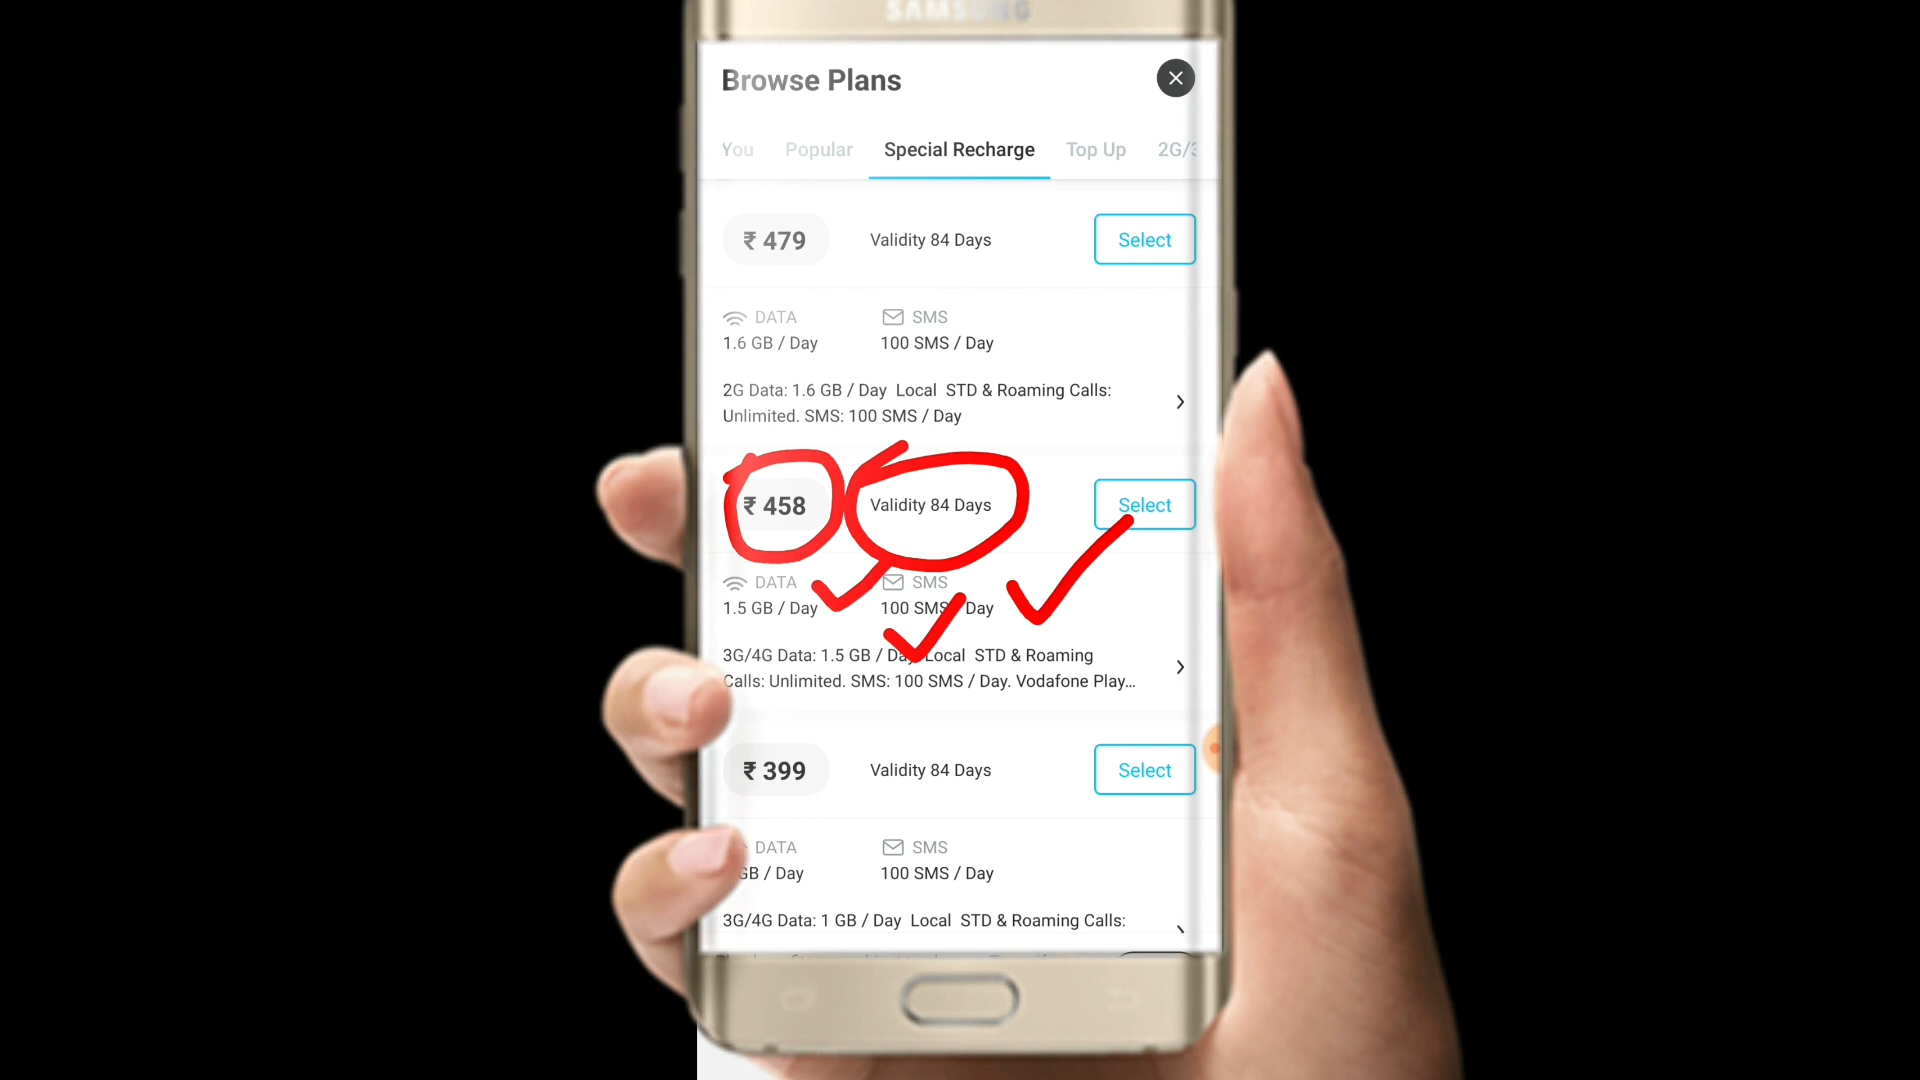 SAMSUNG
Browse Plans
You Popular Special Recharge Top Up 2G/3
₹ 479 Validity 84 Days Select
DATA SMS
1.6 GB / Day 100 SMS / Day
2G Data: 1.6 GB / Day Local STD & Roaming Calls:
Unlimited. SMS: 100 SMS / Day
₹ 458 Validity 84 Days Select
DATA SMS
1.5 GB / Day 100 SMS / Day
3G/4G Data: 1.5 GB / Day Local STD & Roaming
Calls: Unlimited. SMS: 100 SMS / Day. Vodafone Play...
₹ 399 Validity 84 Days Select
DATA SMS
GB / Day 100 SMS / Day
3G/4G Data: 1 GB / Day Local STD & Roaming Calls: